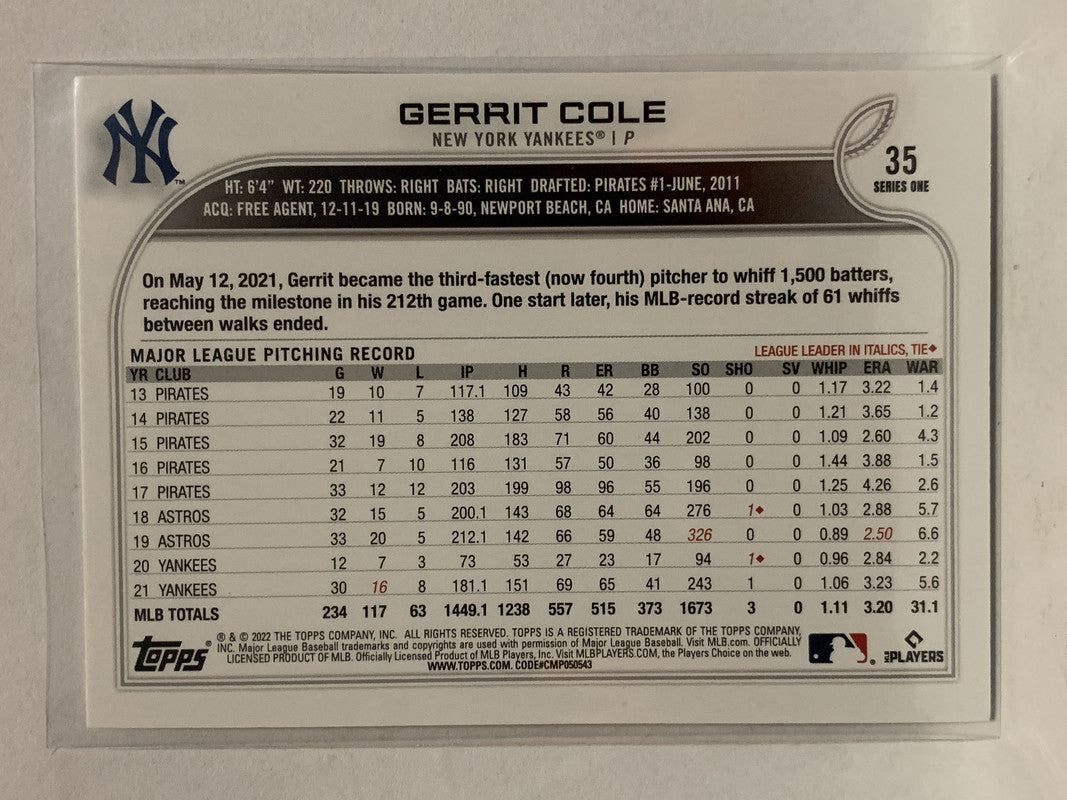 NY™
GERRIT COLE
NEW YORK YANKEES® | P
35
SERIES ONE
HT: 6'4" WT: 220 THROWS: RIGHT BATS: RIGHT DRAFTED: PIRATES #1-JUNE, 2011
ACQ: FREE AGENT, 12-11-19 BORN: 9-8-90, NEWPORT BEACH, CA HOME: SANTA ANA, CA
On May 12, 2021, Gerrit became the third-fastest (now fourth) pitcher to whiff 1,500 batters,
reaching the milestone in his 212th game. One start later, his MLB-record streak of 61 whiffs
between walks ended.
MAJOR LEAGUE PITCHING RECORD LEAGUE LEADER IN ITALICS, TIE♦
YR CLUB G W L IP H R ER BB SO SHO SV WHIP ERA WAR
13 PIRATES 19 10 7 117.1 109 43 42 28 100 0 0 1.17 3.22 1.4
14 PIRATES 22 11 5 138 127 58 56 40 138 0 0 1.21 3.65 1.2
15 PIRATES 32 19 8 208 183 71 60 44 202 0 0 1.09 2.60 4.3
16 PIRATES 21 7 10 116 131 57 50 36 98 0 0 1.44 3.88 1.5
17 PIRATES 33 12 12 203 199 98 96 55 196 0 0 1.25 4.26 2.6
18 ASTROS 32 15 5 200.1 143 68 64 64 276 1♦ 0 1.03 2.88 5.7
19 ASTROS 33 20 5 212.1 142 66 59 48 326 0 0 0.89 2.50 6.6
20 YANKEES 12 7 3 73 53 27 23 17 94 1♦ 0 0.96 2.84 2.2
21 YANKEES 30 16 8 181.1 151 69 65 41 243 1 0 1.06 3.23 5.6
MLB TOTALS 234 117 63 1449.1 1238 557 515 373 1673 3 0 1.11 3.20 31.1
Topps®
® & © 2022 THE TOPPS COMPANY, INC. ALL RIGHTS RESERVED. TOPPS IS A REGISTERED TRADEMARK OF THE TOPPS COMPANY,
INC. Major League Baseball trademarks and copyrights are used with permission of Major League Baseball. Visit MLB.com. OFFICIALLY
LICENSED PRODUCT OF MLB. Officially Licensed Product of MLB Players, Inc. Visit MLBPLAYERS.COM, the Players Choice on the web.
WWW.TOPPS.COM. CODE#CMP050543
MLB PLAYERS